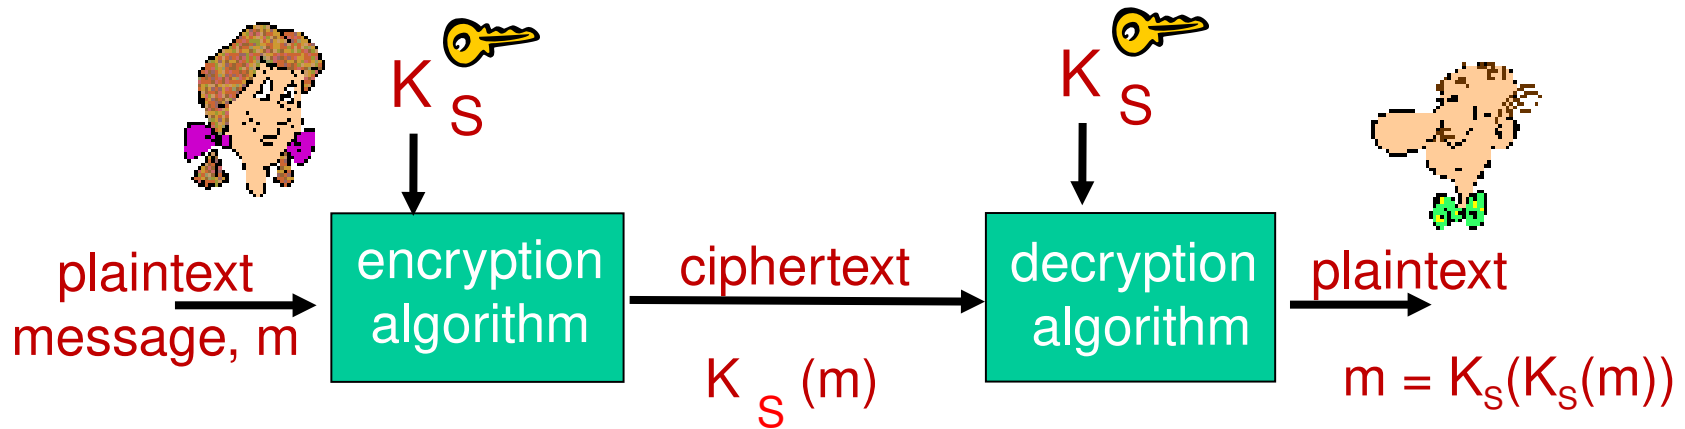 K S
K S
plaintext
message, m
encryption
algorithm
ciphertext
K S (m)
decryption
algorithm
plaintext
m = KS(KS(m))